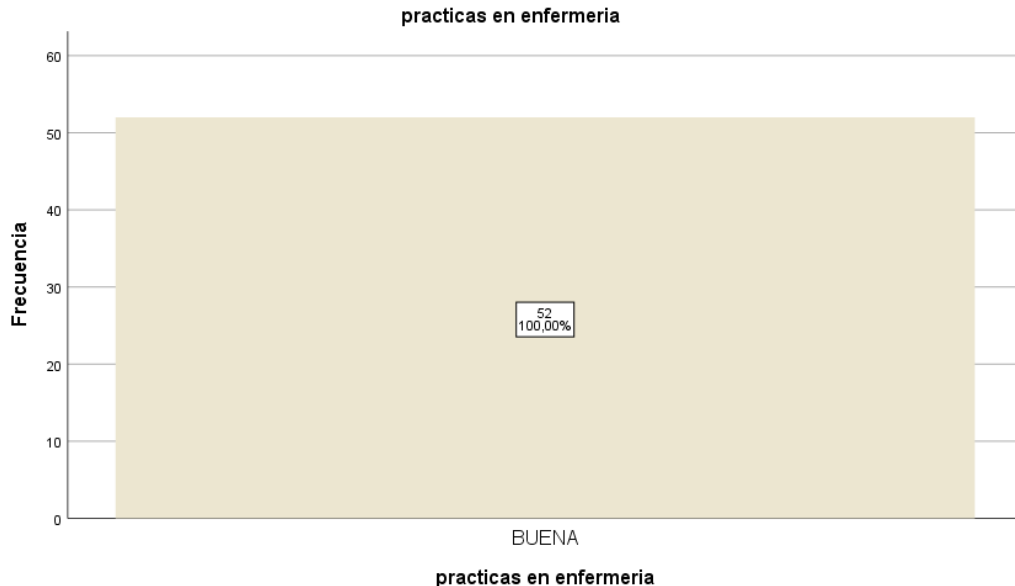 practicas en enfermeria
60
50
40
30
20
10
0
Frecuencia
52
100,00%
BUENA
practicas en enfermeria